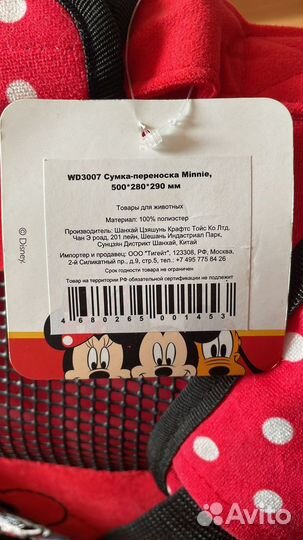 WD3007 Сумка-переноска Minnie,
500*280*290 мм
Товары для животных
Материал: 100% полиэстер
Производитель: Шанхай Цзяшунь Крафтс Тойс Ко Лтд.
Чан Э роад, 201 лейн, Шешань Индастриал Парк,
Сунцзян Дистрикт Шанхай, Китай
Импортер и продавец: ООО "Тигейт", 123308, РФ, Москва,
2-й Силикатный пр., д.9, стр.5, тел.: +7 495 775 84 26
Срок годности товара не ограничен
Товар на территории РФ обязательной сертификации не подлежит
4 680265 001453
© Disney.
Avito